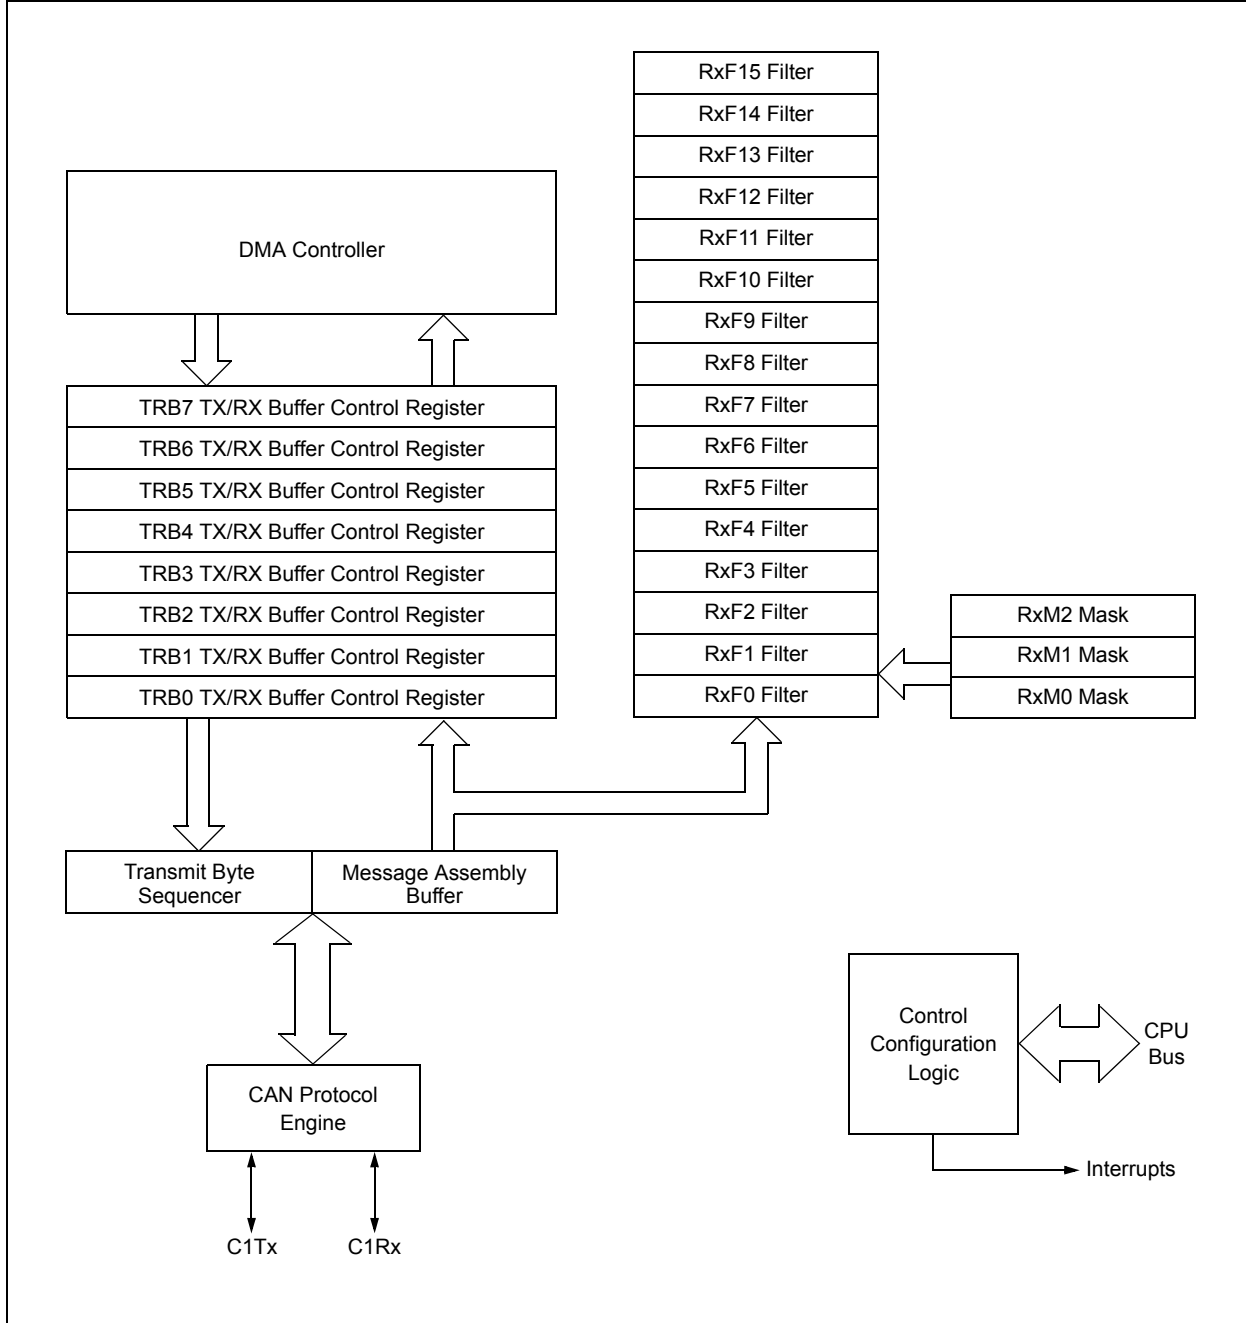 RxF15 Filter
RxF14 Filter
RxF13 Filter
RxF12 Filter
RxF11 Filter
RxF10 Filter
RxF9 Filter
RxF8 Filter
RxF7 Filter
RxF6 Filter
RxF5 Filter
RxF4 Filter
RxF3 Filter
RxF2 Filter
RxF1 Filter
RxF0 Filter
DMA Controller
TRB7 TX/RX Buffer Control Register
TRB6 TX/RX Buffer Control Register
TRB5 TX/RX Buffer Control Register
TRB4 TX/RX Buffer Control Register
TRB3 TX/RX Buffer Control Register
TRB2 TX/RX Buffer Control Register
TRB1 TX/RX Buffer Control Register
TRB0 TX/RX Buffer Control Register
RxM2 Mask
RxM1 Mask
RxM0 Mask
Transmit Byte
Sequencer
Message Assembly
Buffer
Control
Configuration
Logic
CPU
Bus
CAN Protocol
Engine
Interrupts
C1Tx
C1Rx